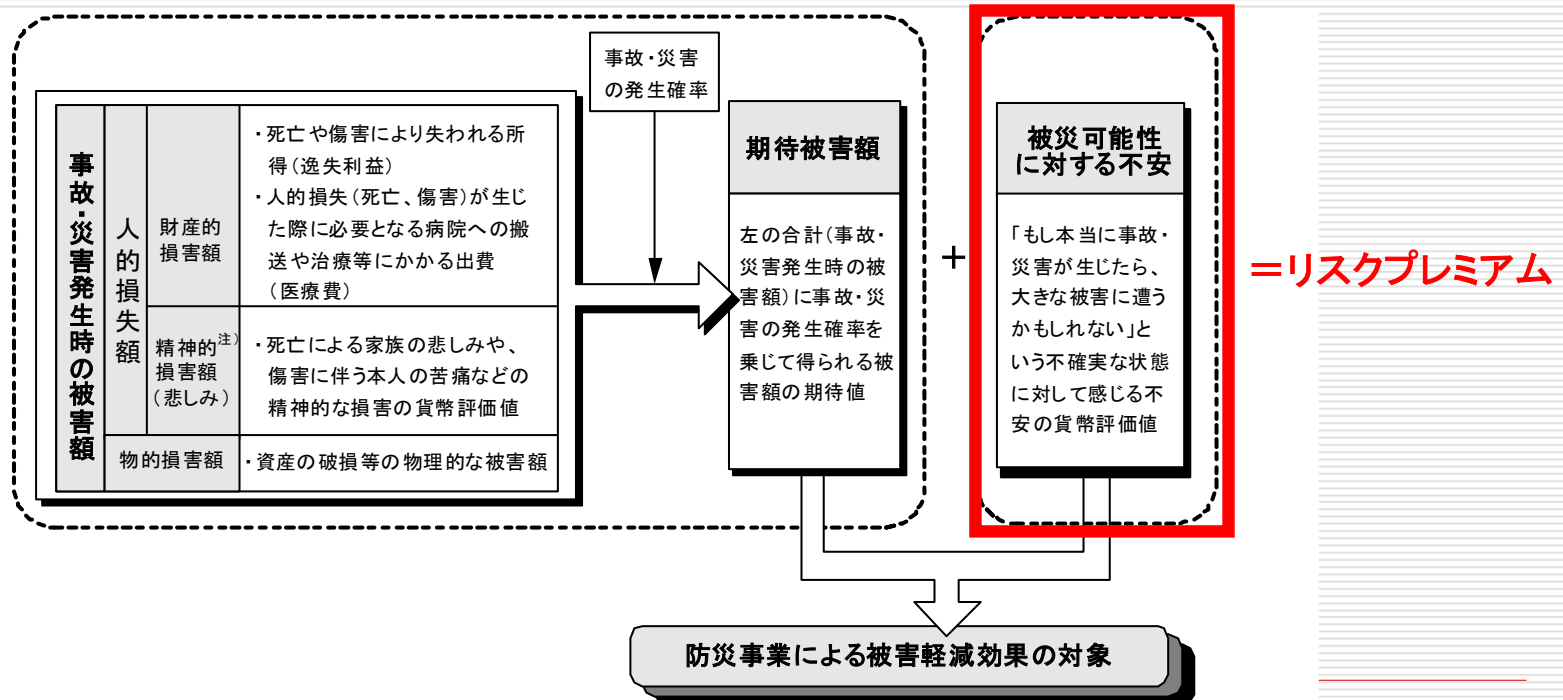 事故・災害
の発生確率
事故・災害発生時の被害額
人的損失額
財産的
損害額
・死亡や傷害により失われる所
得(逸失利益)
・人的損失(死亡、傷害)が生じ
た際に必要となる病院への搬
送や治療等にかかる出費
(医療費)
精神的注)
損害額
(悲しみ)
・死亡による家族の悲しみや、
傷害に伴う本人の苦痛などの
精神的な損害の貨幣評価値
物的損害額
・資産の破損等の物理的な被害額
期待被害額
左の合計(事故・
災害発生時の被
害額)に事故・災
害の発生確率を
乗じて得られる被
害額の期待値
+
被災可能性
に対する不安
「もし本当に事故・
災害が生じたら、
大きな被害に遭う
かもしれない」と
いう不確実な状態
に対して感じる不
安の貨幣評価値
=リスクプレミアム
防災事業による被害軽減効果の対象